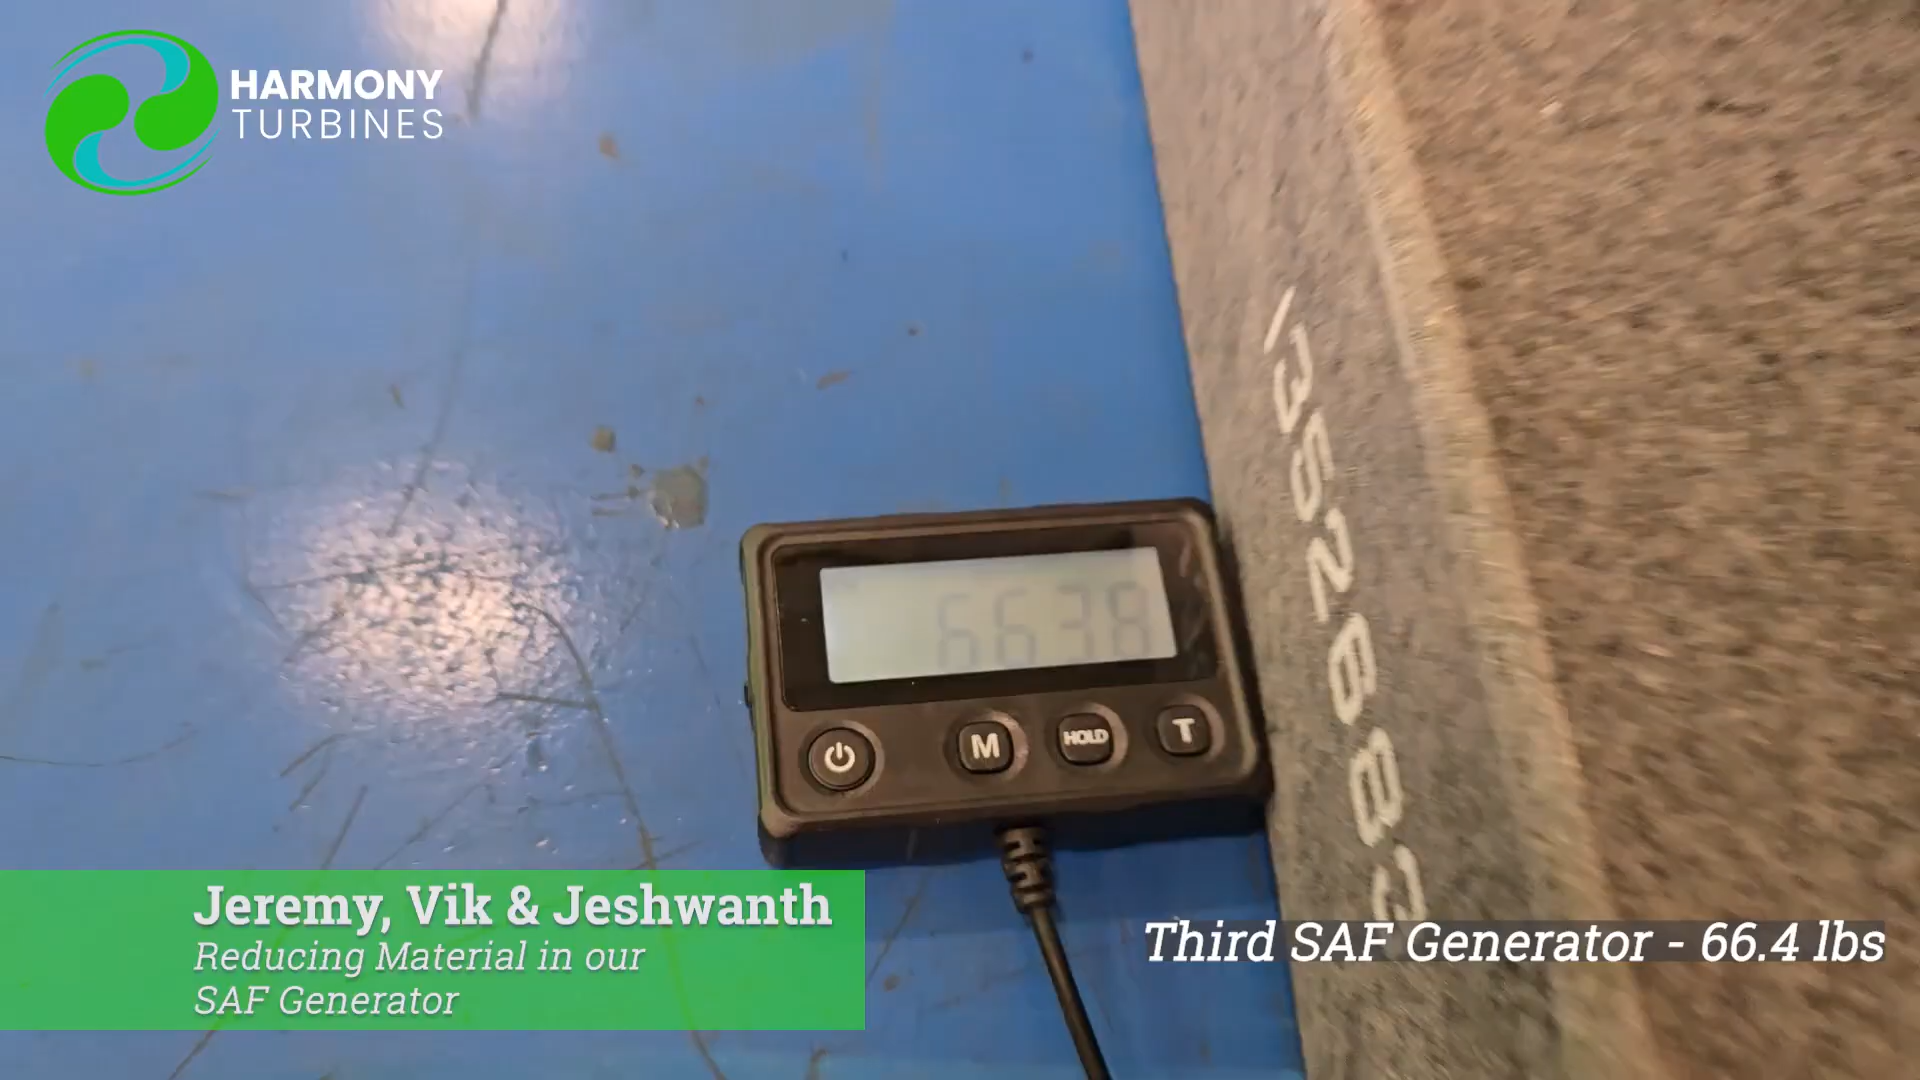 HARMONY
TURBINES
6638
M
HOLD
T
Jeremy, Vik & Jeshwanth
Reducing Material in our
SAF Generator
Third SAF Generator - 66.4 lbs